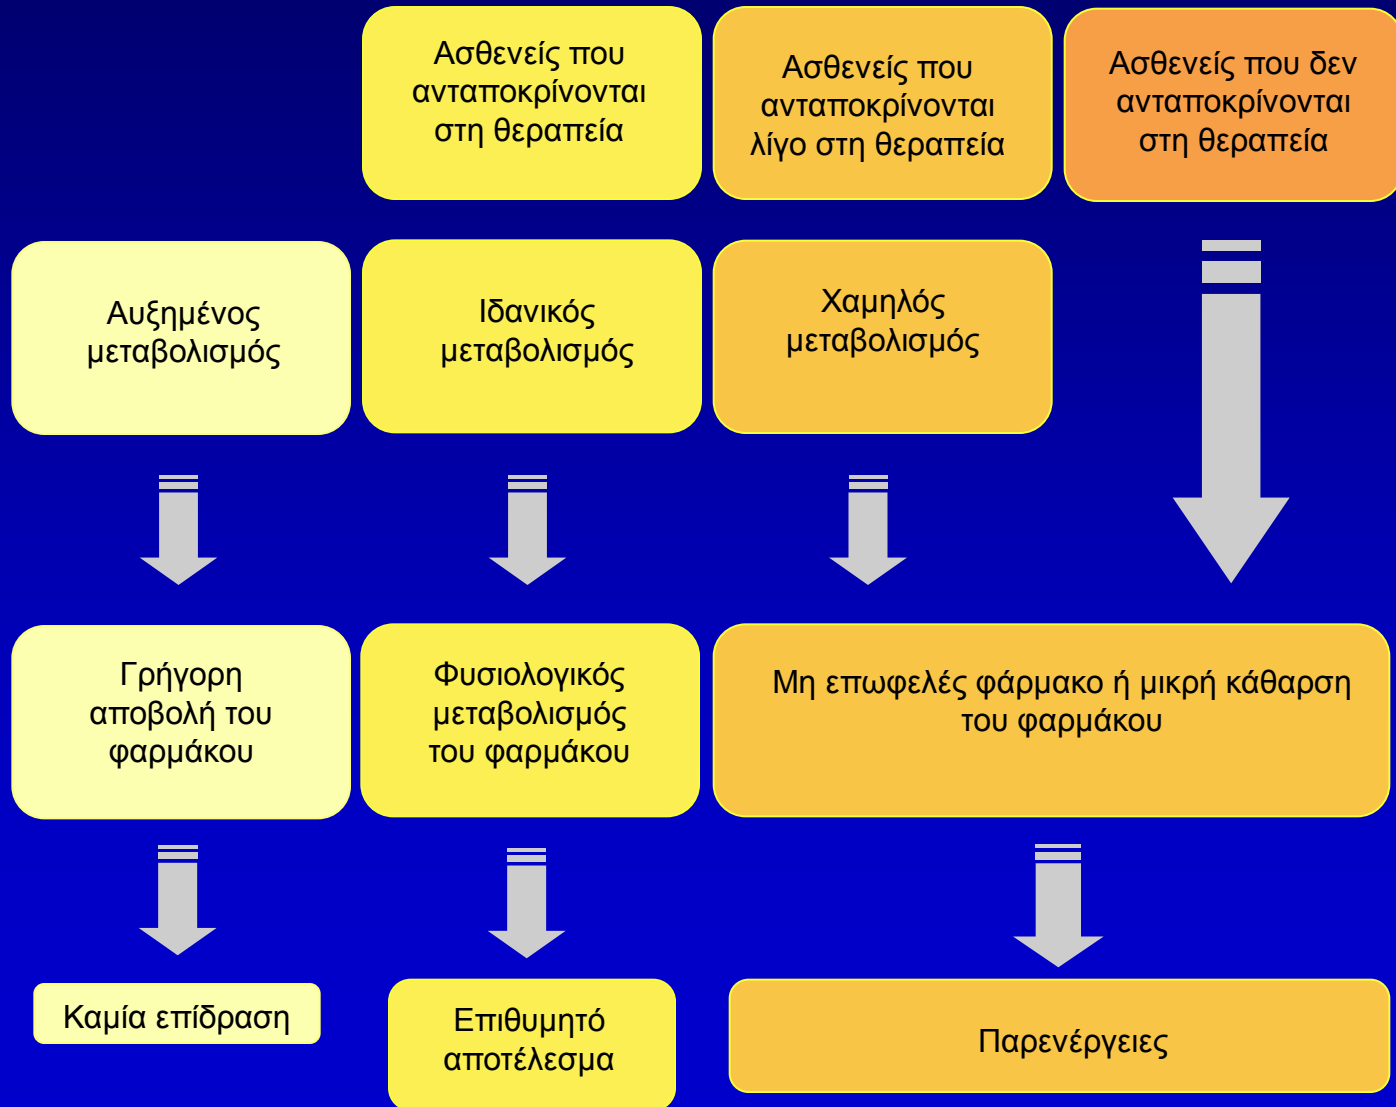 Ασθενείς που
ανταποκρίνονται
στη θεραπεία
Ασθενείς που
ανταποκρίνονται
λίγο στη θεραπεία
Ασθενείς που δεν
ανταποκρίνονται
στη θεραπεία
Αυξημένος
μεταβολισμός
Ιδανικός
μεταβολισμός
Χαμηλός
μεταβολισμός
Γρήγορη
αποβολή του
φαρμάκου
Φυσιολογικός
μεταβολισμός
του φαρμάκου
Μη επωφελές φάρμακο ή μικρή κάθαρση
του φαρμάκου
Καμία επίδραση
Επιθυμητό
αποτέλεσμα
Παρενέργειες